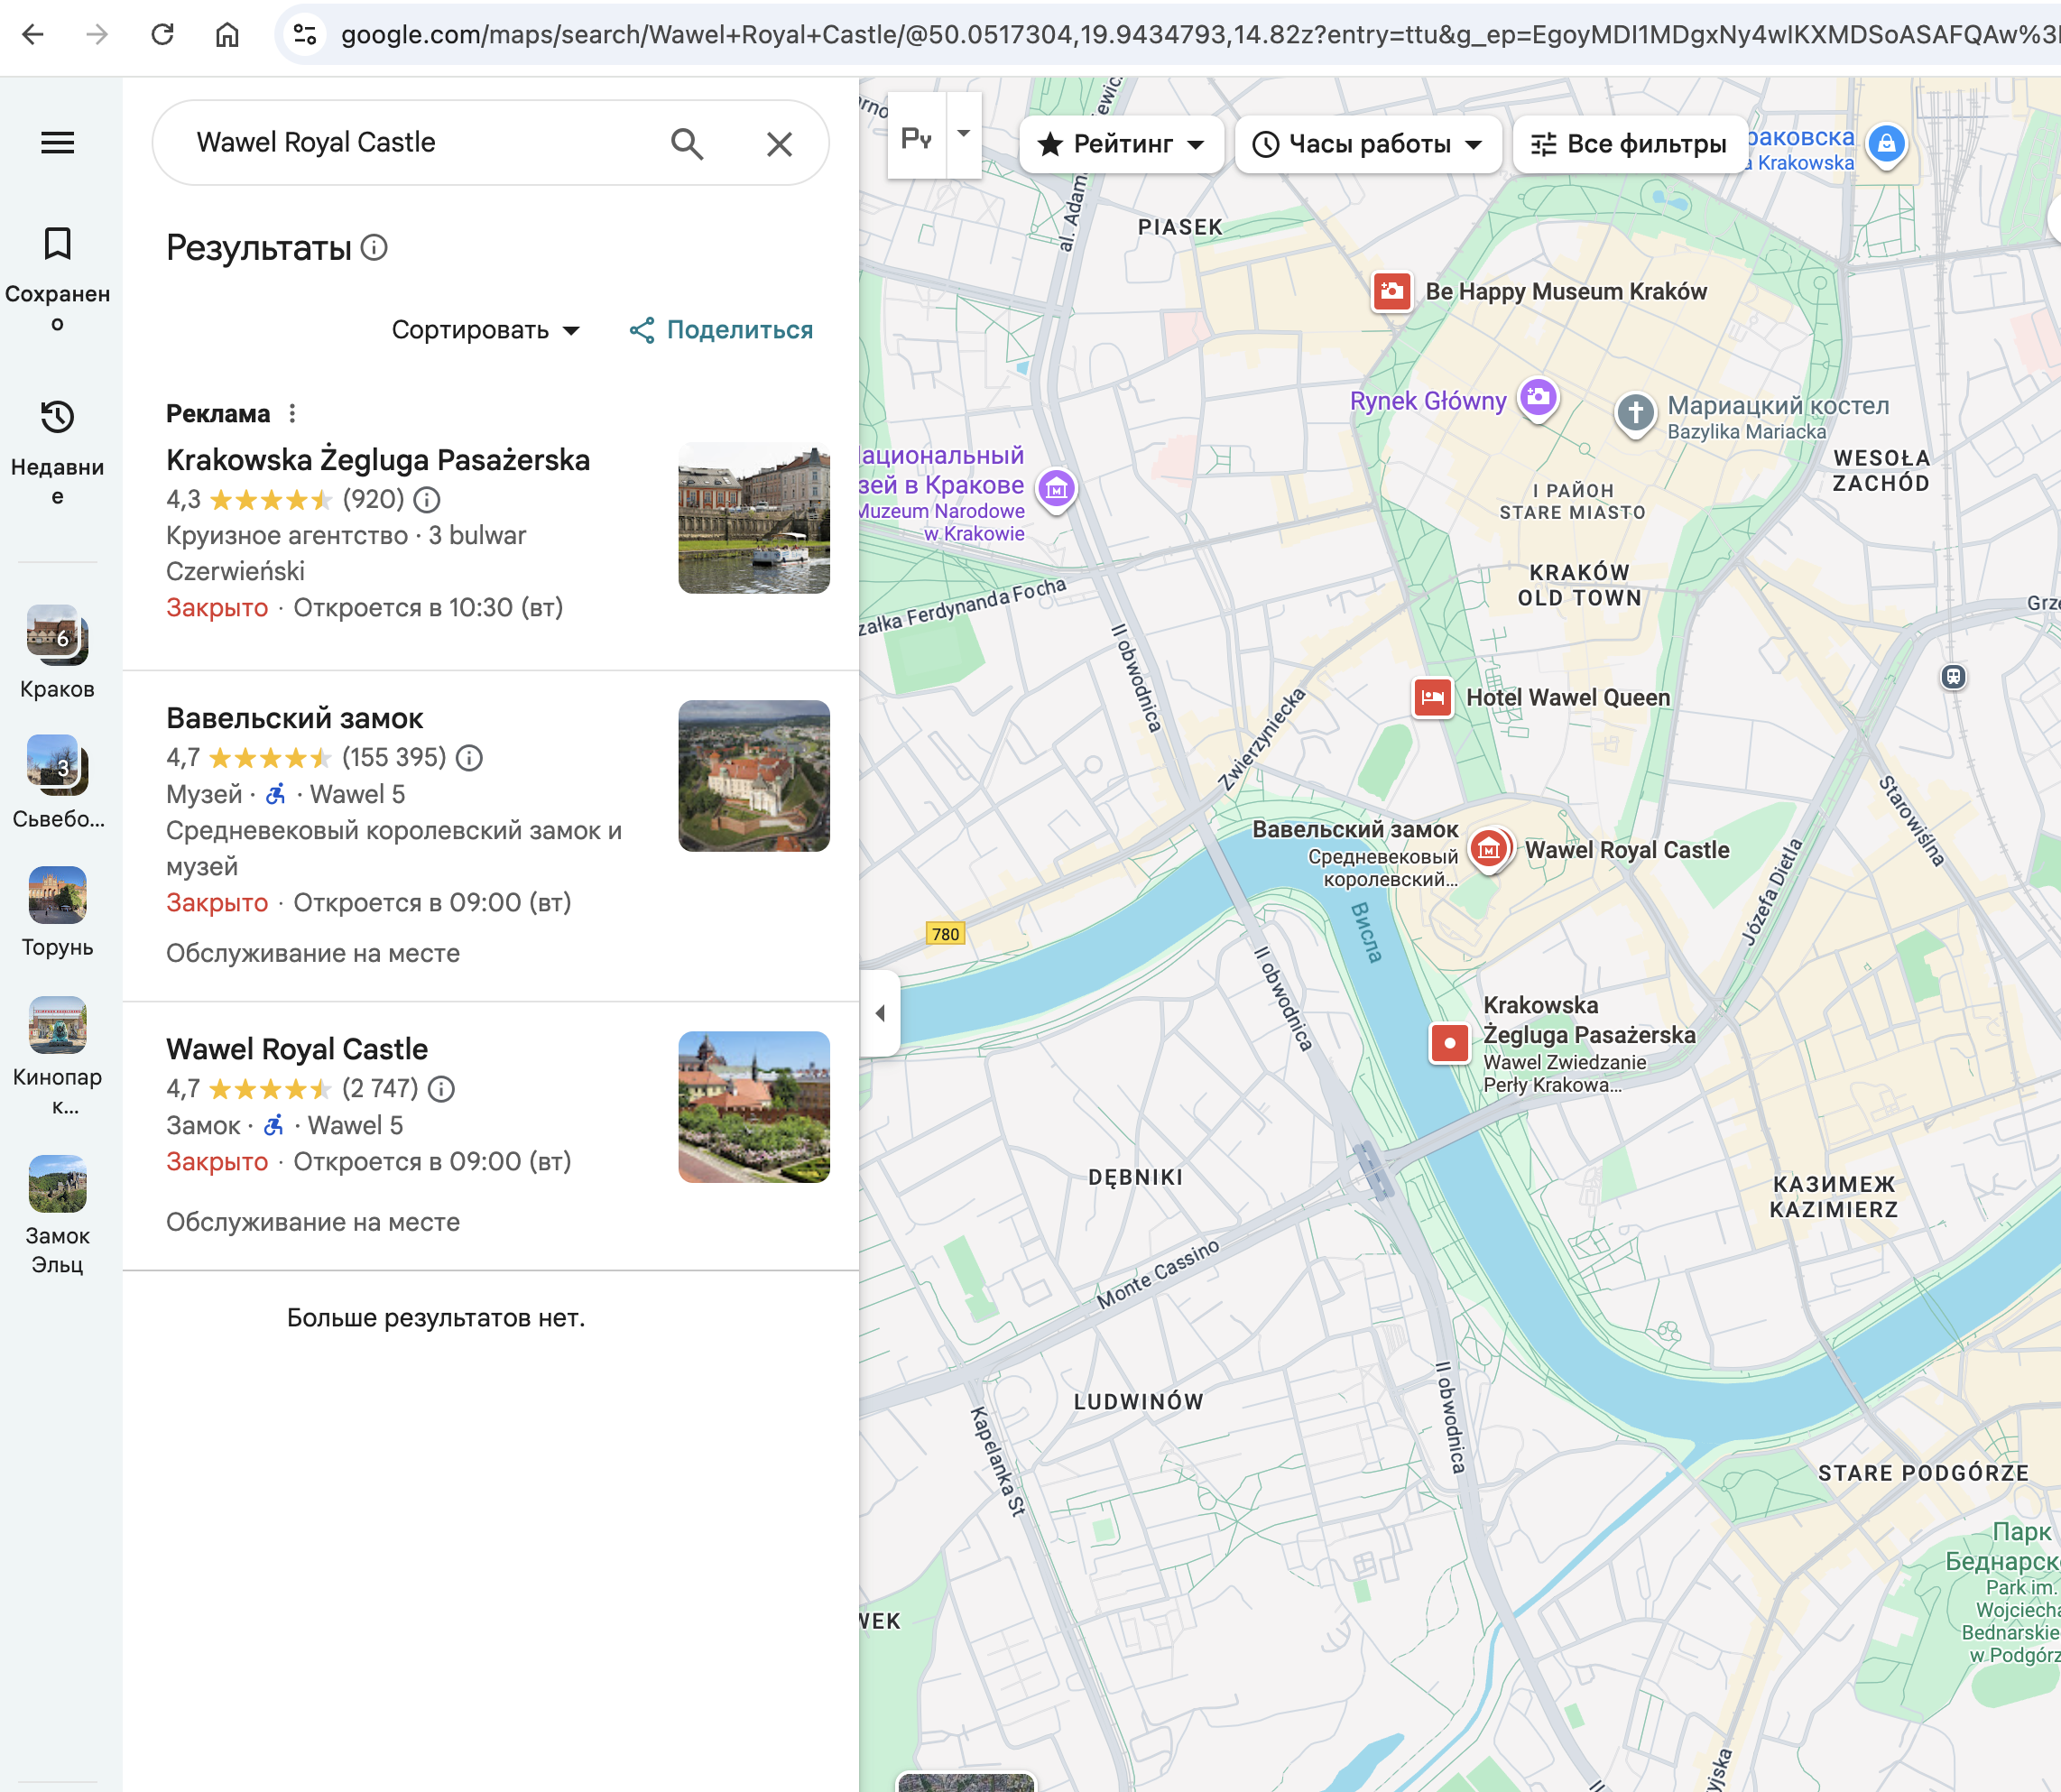 google.com/maps/search/Wawel+Royal+Castle/@50.0517304,19.9434793,14.82z?entry=ttu&g_ep=EgoyMDI1MDgxNy4wIKXMDSoASAFQAw%3
Wawel Royal Castle
Сохранен
о
Недавни
е
6
Краков
3
Сьвебо...
Торунь
Кинопар
к...
Замок
Эльц
Результаты
Сортировать
Поделиться
Реклама
Krakowska Żegluga Pasażerska
4,3 (920)
Круизное агентство · 3 bulwar
Czerwieński
Закрыто · Откроется в 10:30 (вт)
Вавельский замок
4,7 (155 395)
Музей · · Wawel 5
Средневековый королевский замок и
музей
Закрыто · Откроется в 09:00 (вт)
Обслуживание на месте
Wawel Royal Castle
4,7 (2 747)
Замок · · Wawel 5
Закрыто · Откроется в 09:00 (вт)
Обслуживание на месте
Больше результатов нет.
Ру
Рейтинг
Часы работы
Все фильтры
раковска
a Krakowska
al. Adam
ewic
PIASEK
Be Happy Museum Kraków
Rynek Główny
Мариацкий костел
Bazylika Mariacka
ациональный
зей в Кракове
Muzeum Narodowe
w Krakowie
WESOŁA
ZACHÓD
I РАЙОН
STARE MIASTO
KRAKÓW
OLD TOWN
załka Ferdynanda Focha
Grze
II obwodnica
Zwierzyniecka
Hotel Wawel Queen
Starowiślna
Вавельский замок
Средневековый
королевский...
Wawel Royal Castle
Józefa Dietla
Висла
780
II obwodnica
Krakowska
Żegluga Pasażerska
Wawel Zwiedzanie
Perły Krakowa...
DĘBNIKI
КАЗИМЕЖ
KAZIMIERZ
Monte Cassino
LUDWINÓW
II obwodnica
Kapelanka St
STARE PODGÓRZE
Парк
Беднарско
Park im.
Wojciecha
Bednarskie
w Podgórz
WEK
yjska
II